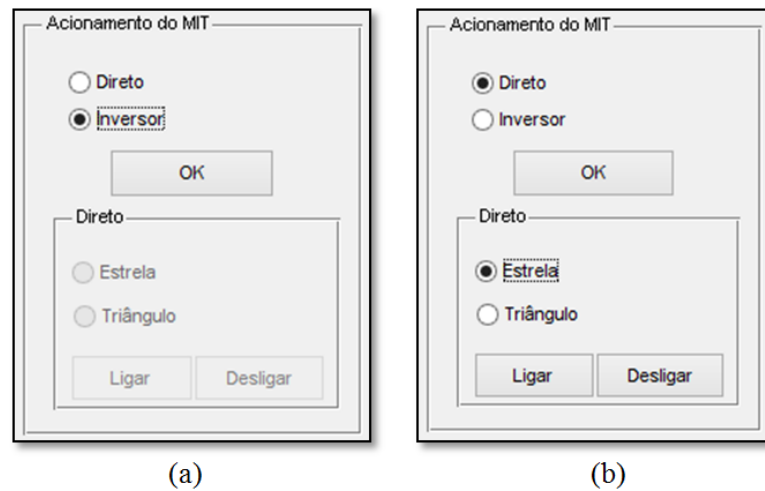 Acionamento do MIT
Direto
Inversor
OK
Direto
Estrela
Triângulo
Ligar Desligar
(a)
Acionamento do MIT
Direto
Inversor
OK
Direto
Estrela
Triângulo
Ligar Desligar
(b)